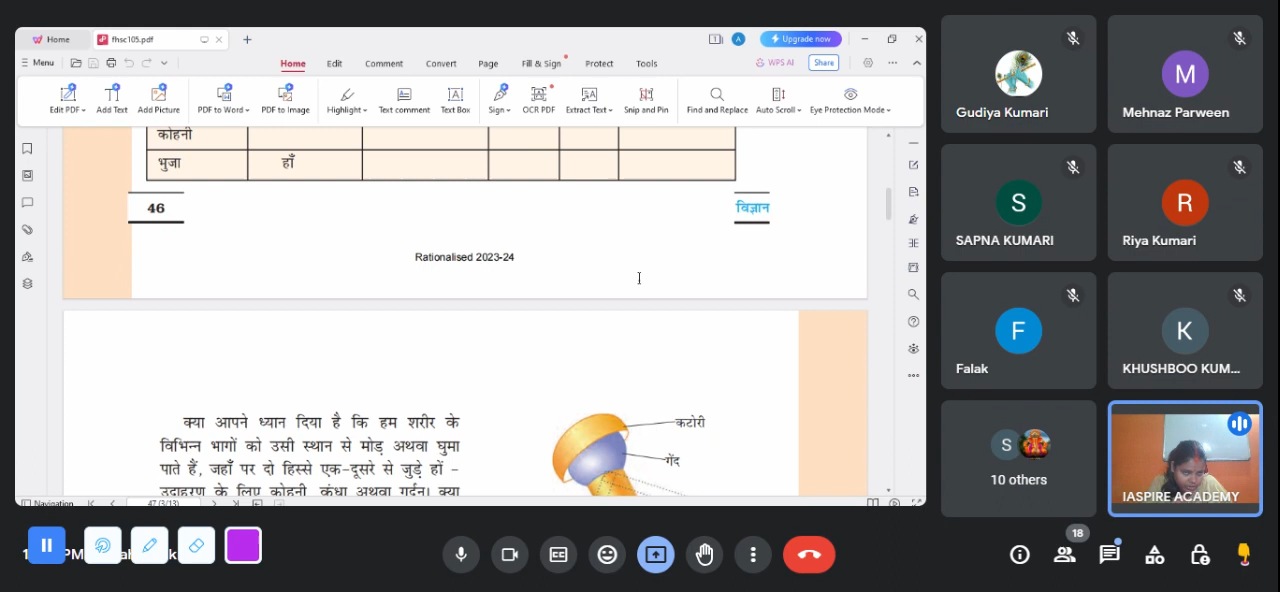 Home
fhsc105.pdf
Upgrade now
Menu
Home Edit Comment Convert Page Fill & Sign Protect Tools
WPS AI
Share
Edit PDF Add Text Add Picture PDF to Word PDF to Image Highlight Text comment Text Box Sign OCR PDF Extract Text Snip and Pin Find and Replace Auto Scroll Eye Protection Mode
कोहनी
भुजा हाँ
46 विज्ञान
Rationalised 2023-24
क्या आपने ध्यान दिया है कि हम शरीर के
विभिन्न भागों को उसी स्थान से मोड़ अथवा घुमा
पाते हैं, जहाँ पर दो हिस्से एक-दूसरे से जुड़े हों -
उदाहरण के लिए कोहनी, कंधा अथवा गर्दन। क्या
कटोरी
गेंद
Navigation 47 (3/13)
Gudiya Kumari
M
Mehnaz Parween
S
SAPNA KUMARI
R
Riya Kumari
F
Falak
K
KHUSHBOO KUM...
S
10 others
IASPIRE ACADEMY
18